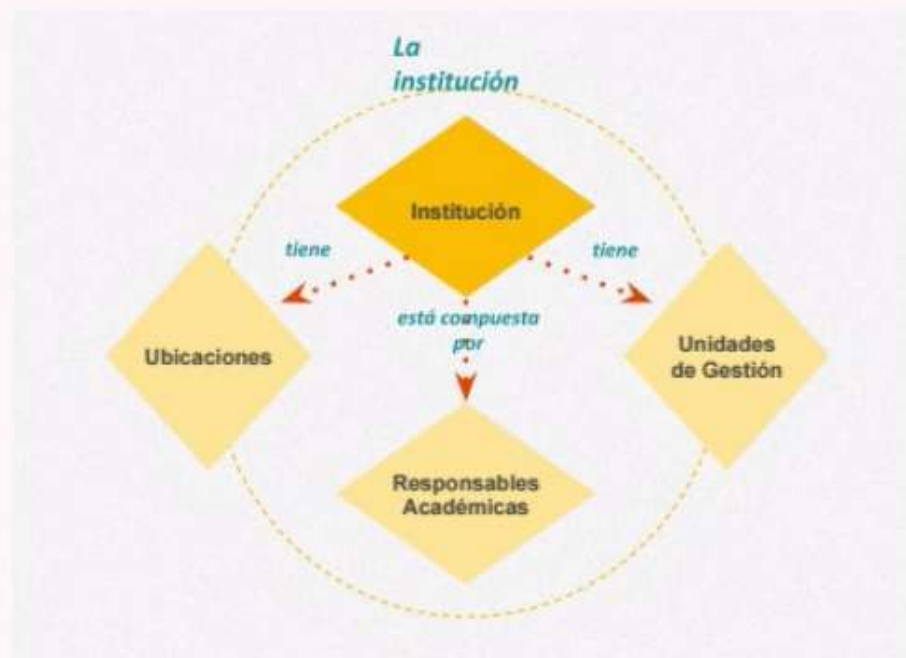 La
institución
Institución
tiene
tiene
está compuesta
por
Ubicaciones
Unidades
de Gestión
Responsables
Académicas